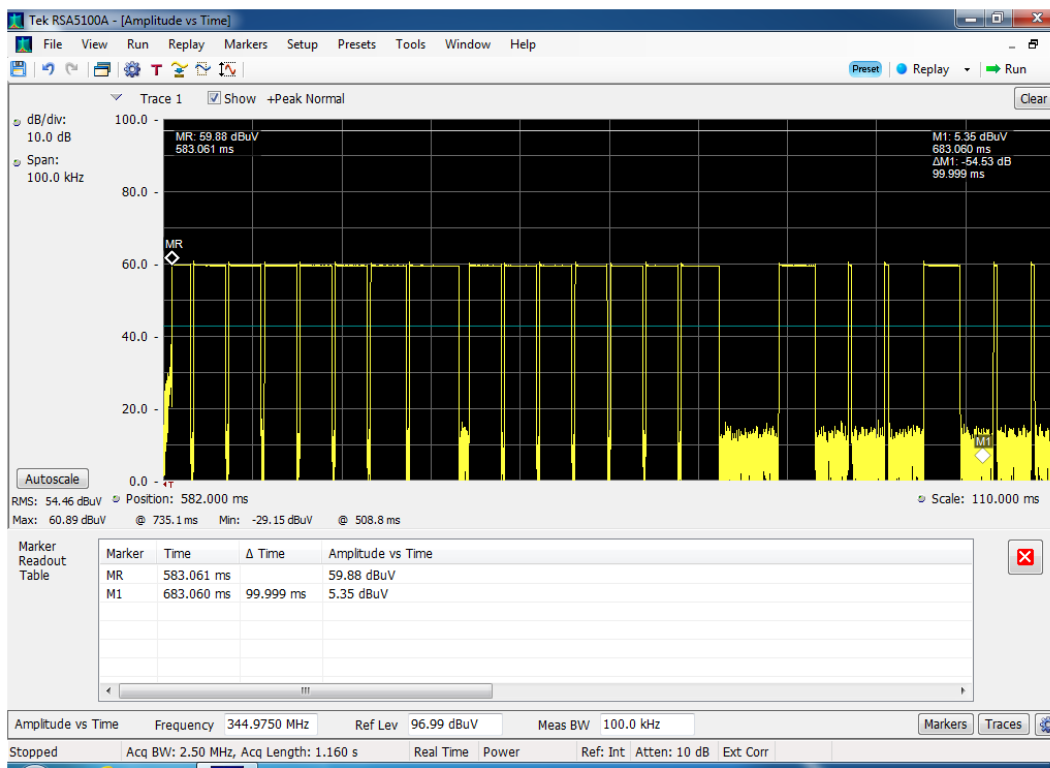 Tek RSA5100A - [Amplitude vs Time]
File View Run Replay Markers Setup Presets Tools Window Help
Preset Replay Run
Trace 1 Show +Peak Normal Clear
dB/div:
10.0 dB
Span:
100.0 kHz
100.0
80.0
60.0
40.0
20.0
0.0
MR: 59.88 dBuV
583.061 ms
M1: 5.35 dBuV
683.060 ms
ΔM1: -54.53 dB
99.999 ms
MR
M1
T
Autoscale
RMS: 54.46 dBuV Position: 582.000 ms Scale: 110.000 ms
Max: 60.89 dBuV @ 735.1 ms Min: -29.15 dBuV @ 508.8 ms
Marker
Readout
Table
Marker Time Δ Time Amplitude vs Time
MR 583.061 ms 59.88 dBuV
M1 683.060 ms 99.999 ms 5.35 dBuV
Amplitude vs Time Frequency 344.9750 MHz Ref Lev 96.99 dBuV Meas BW 100.0 kHz Markers Traces
Stopped Acq BW: 2.50 MHz, Acq Length: 1.160 s Real Time Power Ref: Int Atten: 10 dB Ext Corr